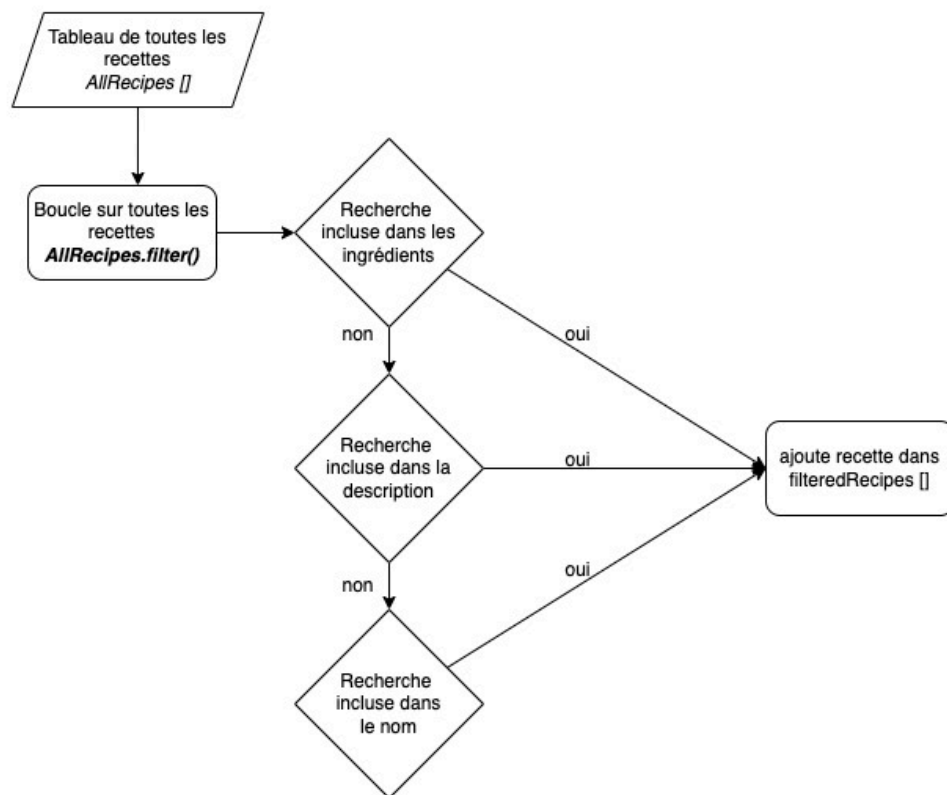 Tableau de toutes les
recettes
AllRecipes []
Boucle sur toutes les
recettes
AllRecipes.filter()
Recherche
incluse dans les
ingrédients
non
oui
Recherche
incluse dans la
description
oui
ajoute recette dans
filteredRecipes []
non
oui
Recherche
incluse dans
le nom